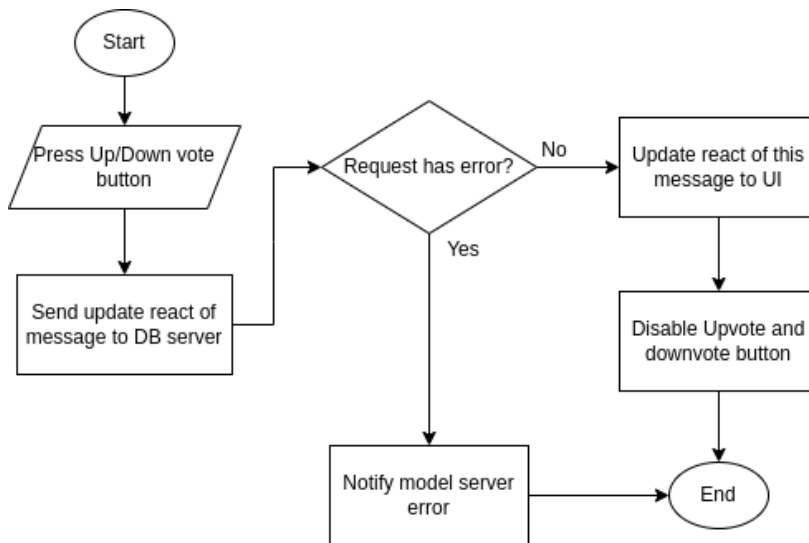 Start
Press Up/Down vote
button
Send update react of
message to DB server
Request has error?
No
Yes
Update react of this
message to UI
Disable Upvote and
downvote button
Notify model server
error
End